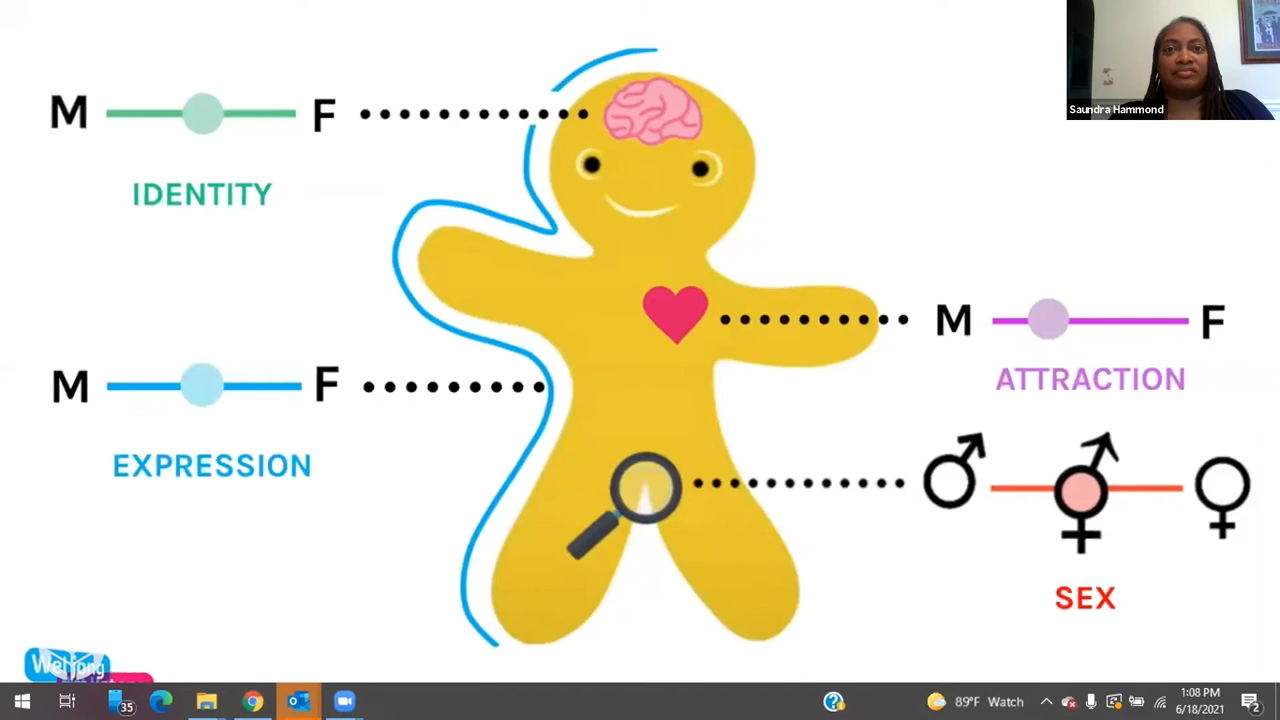 Saundra Hammond
M F
IDENTITY
M F
ATTRACTION
M F
EXPRESSION
SEX
35
89°F Watch
1:08 PM
6/18/2021
2